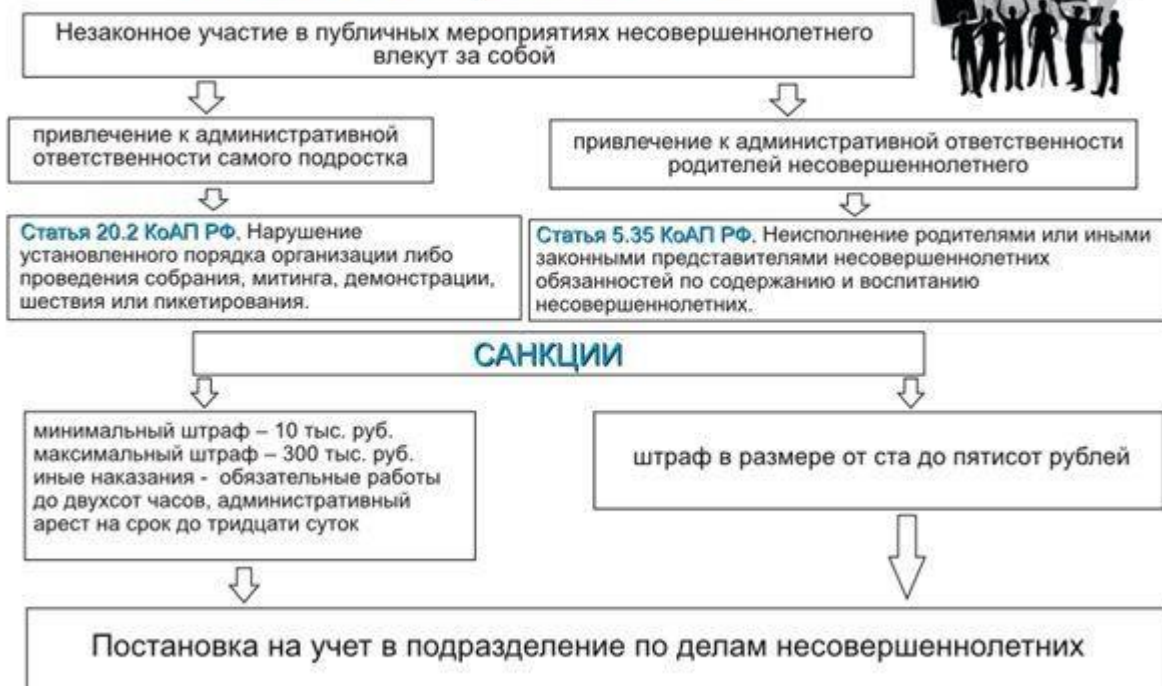 Незаконное участие в публичных мероприятиях несовершеннолетнего
влекут за собой
привлечение к административной
ответственности самого подростка
привлечение к административной ответственности
родителей несовершеннолетнего
Статья 20.2 КоАП РФ. Нарушение
установленного порядка организации либо
проведения собрания, митинга, демонстрации,
шествия или пикетирования.
Статья 5.35 КоАП РФ. Неисполнение родителями или иными
законными представителями несовершеннолетних
обязанностей по содержанию и воспитанию
несовершеннолетних.
САНКЦИИ
минимальный штраф – 10 тыс. руб.
максимальный штраф – 300 тыс. руб.
иные наказания - обязательные работы
до двухсот часов, административный
арест на срок до тридцати суток
штраф в размере от ста до пятисот рублей
Постановка на учет в подразделение по делам несовершеннолетних